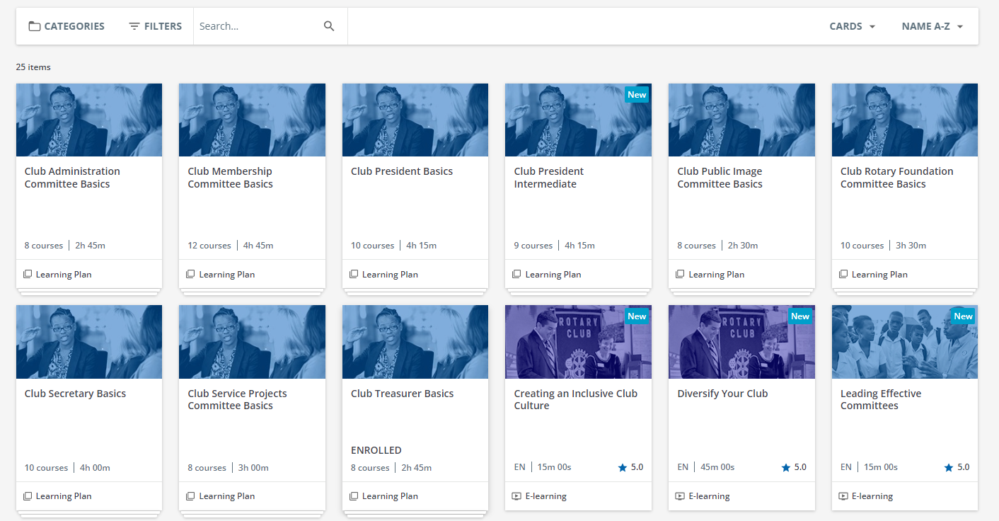 CATEGORIES FILTERS Search... CARDS NAME A-Z
25 items
New
Club Administration
Committee Basics
8 courses 2h 45m
Learning Plan
Club Membership
Committee Basics
12 courses 4h 45m
Learning Plan
Club President Basics
10 courses 4h 15m
Learning Plan
Club President
Intermediate
9 courses 4h 15m
Learning Plan
Club Public Image
Committee Basics
8 courses 2h 30m
Learning Plan
Club Rotary Foundation
Committee Basics
10 courses 3h 30m
Learning Plan
Club Secretary Basics
10 courses 4h 00m
Learning Plan
Club Service Projects
Committee Basics
8 courses 3h 00m
Learning Plan
Club Treasurer Basics
ENROLLED
8 courses 2h 45m
Learning Plan
New
ROTARY
CLUB
Creating an Inclusive Club
Culture
EN 15m 00s 5.0
E-learning
New
ROTARY
CLUB
Diversify Your Club
EN 45m 00s 5.0
E-learning
New
Leading Effective
Committees
EN 15m 00s 5.0
E-learning